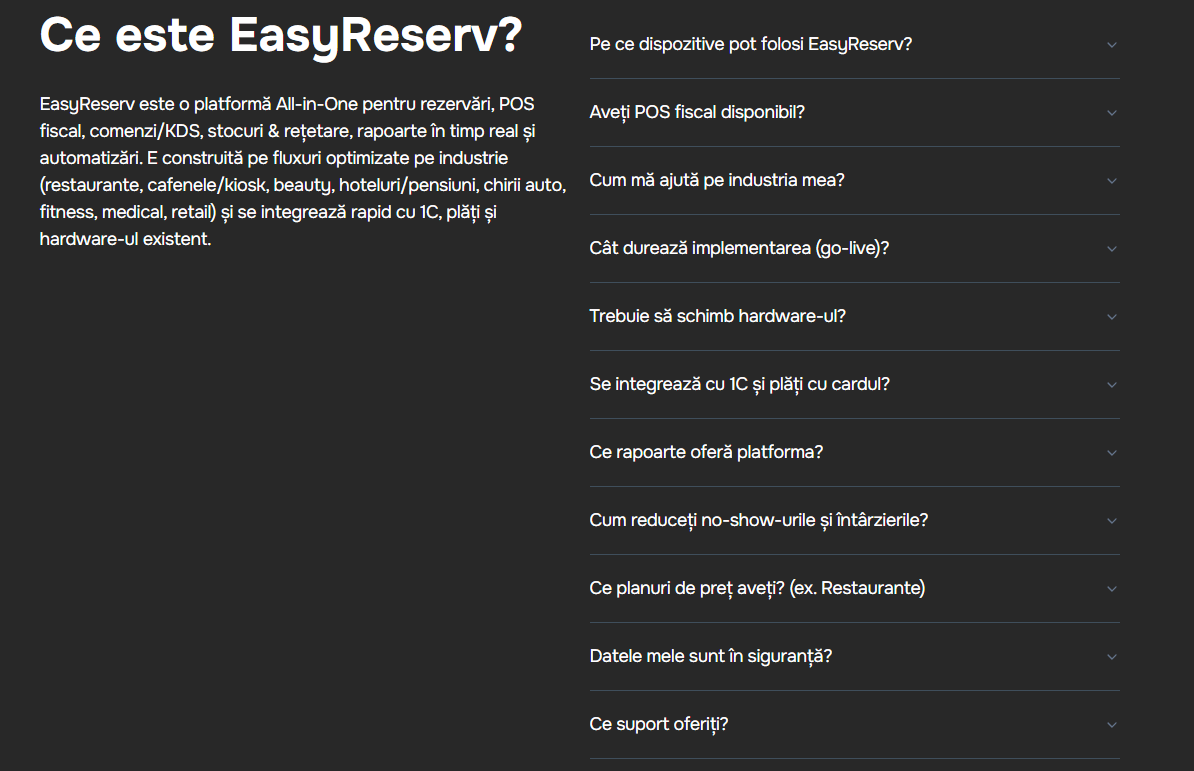 Ce este EasyReserv?
EasyReserv este o platformă All-in-One pentru rezervări, POS
fiscal, comenzi/KDS, stocuri & rețetare, rapoarte în timp real și
automatizări. E construită pe fluxuri optimizate pe industrie
(restaurante, cafenele/kiosk, beauty, hoteluri/pensiuni, chirii auto,
fitness, medical, retail) și se integrează rapid cu 1C, plăți și
hardware-ul existent.
Pe ce dispozitive pot folosi EasyReserv?
Aveți POS fiscal disponibil?
Cum mă ajută pe industria mea?
Cât durează implementarea (go-live)?
Trebuie să schimb hardware-ul?
Se integrează cu 1C și plăți cu cardul?
Ce rapoarte oferă platforma?
Cum reduceți no-show-urile și întârzierile?
Ce planuri de preț aveți? (ex. Restaurante)
Datele mele sunt în siguranță?
Ce suport oferiți?